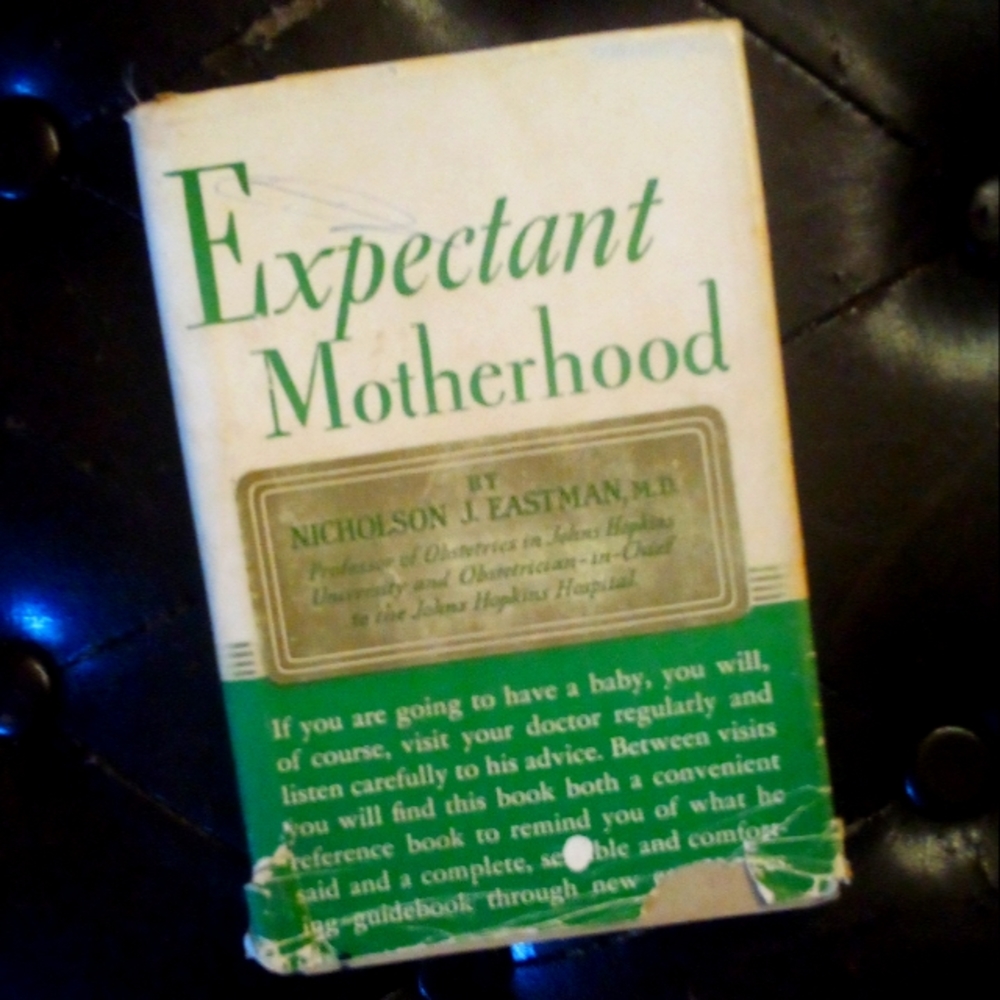 Expectant
Motherhood
BY
NICHOLSON J. EASTMAN, M.D.
Professor of Obstetrics in Johns Hopkins
University and Obstetrician-in-Chief
to the Johns Hopkins Hospital
If you are going to have a baby, you will,
of course, visit your doctor regularly and
listen carefully to his advice. Between visits
you will find this book both a convenient
reference book to remind you of what he
said and a complete, and comfort-
ing guidebook through new